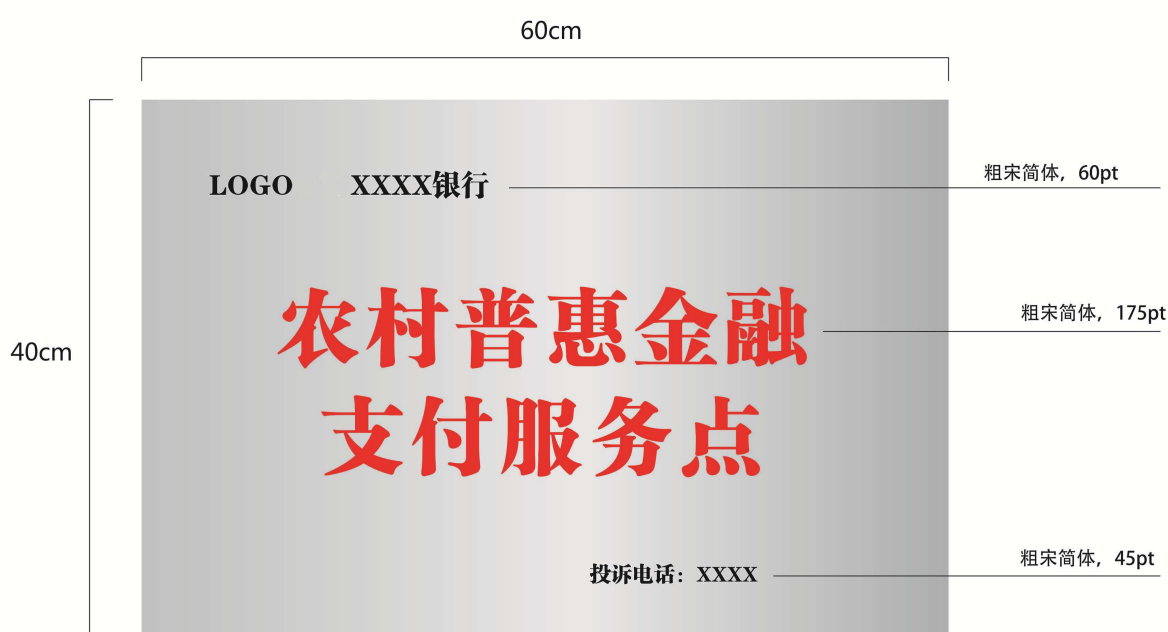 60cm
LOGO XXXX银行
粗宋简体，60pt
农村普惠金融
粗宋简体，175pt
40cm
支付服务点
粗宋简体，45pt
投诉电话：XXXX